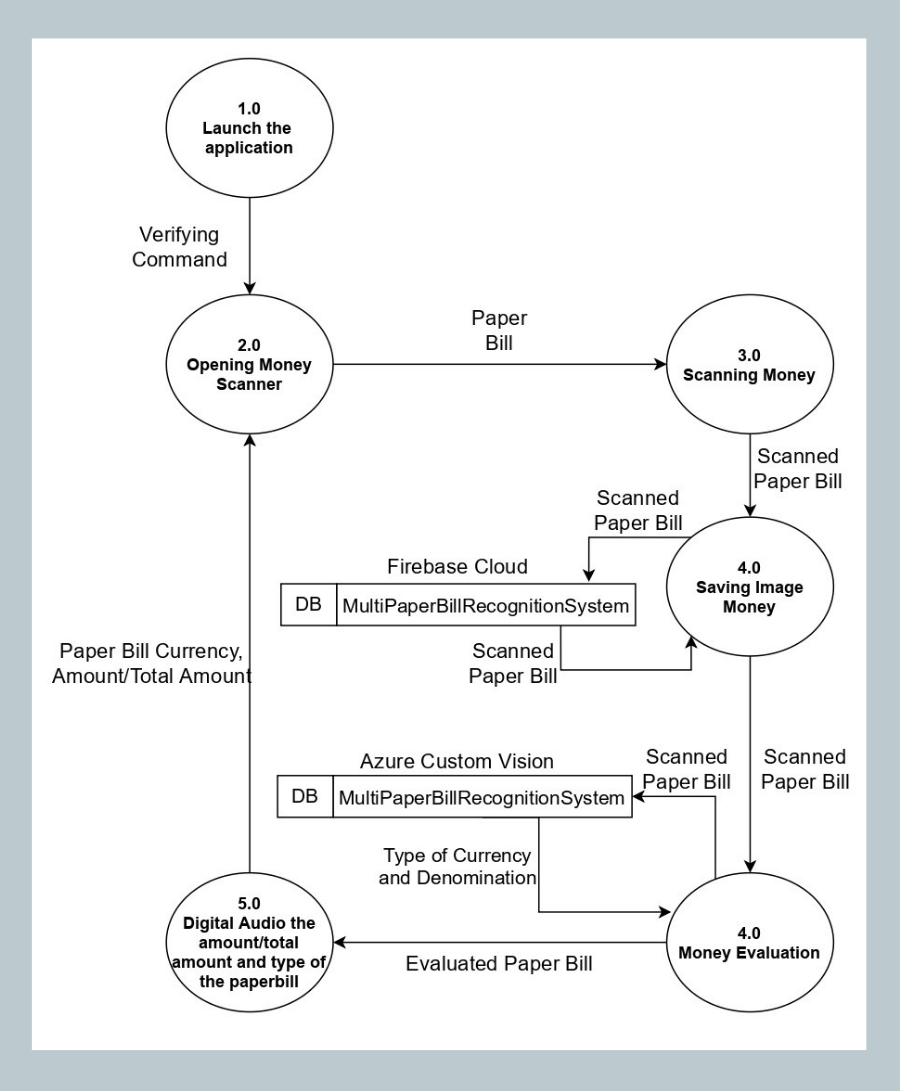 1.0
Launch the
application
Verifying
Command
2.0
Opening Money
Scanner
Paper
Bill
3.0
Scanning Money
Scanned
Paper Bill
Scanned
Paper Bill
4.0
Saving Image
Money
Firebase Cloud
DB MultiPaperBillRecognitionSystem
Scanned
Paper Bill
Paper Bill Currency,
Amount/Total Amount
Scanned
Paper Bill
Scanned
Paper Bill
Azure Custom Vision
DB MultiPaperBillRecognitionSystem
Type of Currency
and Denomination
4.0
Money Evaluation
Evaluated Paper Bill
5.0
Digital Audio the
amount/total
amount and type of
the paperbill